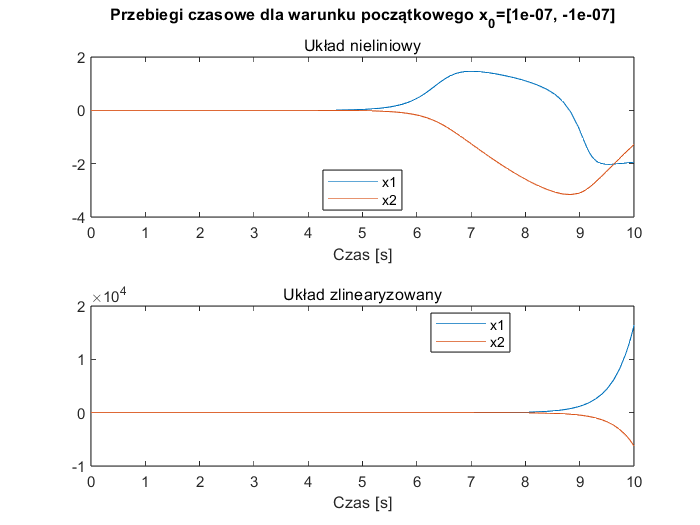 Przebiegi czasowe dla warunku początkowego x0=[1e-07, -1e-07]
Układ nieliniowy
2
0
-2
-4
x1
x2
0 1 2 3 4 5 6 7 8 9 10
Czas [s]
×10^4
Układ zlinearyzowany
2
1
0
-1
x1
x2
0 1 2 3 4 5 6 7 8 9 10
Czas [s]